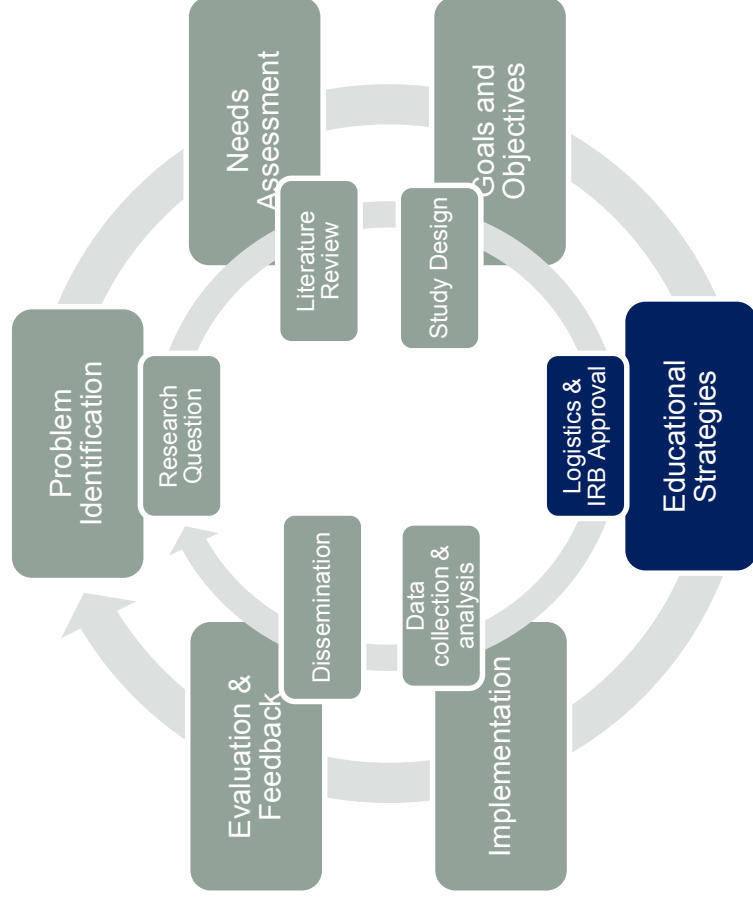 Problem
Identification
Research
Question
Needs
Assessment
Literature
Review
Goals and
Objectives
Study Design
Educational
Strategies
Logistics &
IRB Approval
Implementation
Data
collection &
analysis
Evaluation &
Feedback
Dissemination